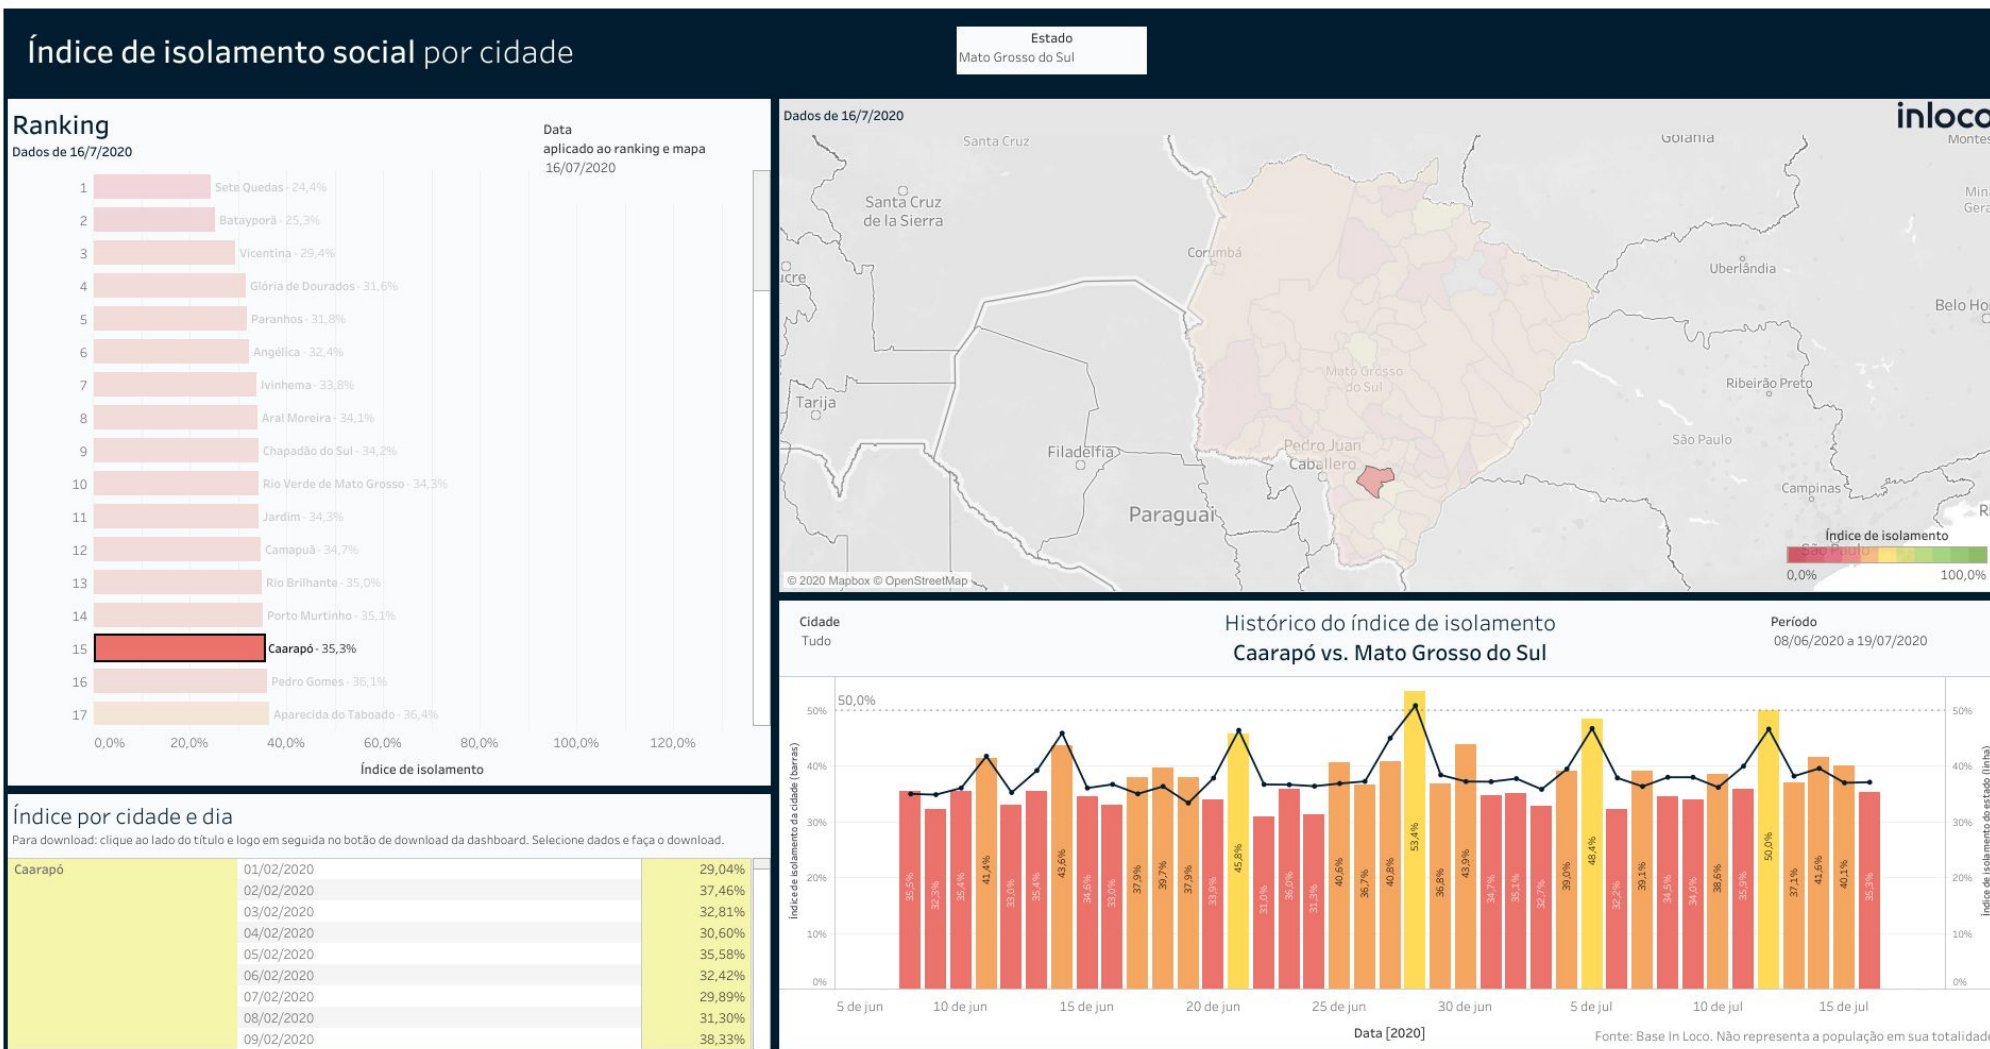 Índice de isolamento social por cidade
Estado
Mato Grosso do Sul
Ranking
Dados de 16/7/2020
Data
aplicado ao ranking e mapa
16/07/2020
1 Sete Quedas - 24,4%
2 Batayporã - 25,3%
3 Vicentina - 29,4%
4 Glória de Dourados - 31,6%
5 Paranhos - 31,8%
6 Angélica - 32,4%
7 Ivinhema - 33,8%
8 Aral Moreira - 34,1%
9 Chapadão do Sul - 34,2%
10 Rio Verde de Mato Grosso - 34,3%
11 Jardim - 34,3%
12 Camapuã - 34,7%
13 Rio Brilhante - 35,0%
14 Porto Murtinho - 35,1%
15 Caarapó - 35,3%
16 Pedro Gomes - 36,1%
17 Aparecida do Taboado - 36,4%
0,0% 20,0% 40,0% 60,0% 80,0% 100,0% 120,0%
Índice de isolamento
Índice por cidade e dia
Para download: clique ao lado do título e logo em seguida no botão de download da dashboard. Selecione dados e faça o download.
Caarapó 01/02/2020 29,04%
02/02/2020 37,46%
03/02/2020 32,81%
04/02/2020 30,60%
05/02/2020 35,58%
06/02/2020 32,42%
07/02/2020 29,89%
08/02/2020 31,30%
09/02/2020 38,33%
Dados de 16/7/2020
inloco
Santa Cruz
Goiânia
Montes
Santa Cruz
de la Sierra
Mina
Gera
Corumbá
Uberlândia
ucre
Belo Ho
Mato Grosso
do Sul
Ribeirão Preto
Tarija
São Paulo
Filadélfia
Pedro Juan
Caballero
Campinas
Paraguai
Ri
Índice de isolamento
São Paulo
0,0% 100,0%
© 2020 Mapbox © OpenStreetMap
Cidade
Tudo
Histórico do índice de isolamento
Caarapó vs. Mato Grosso do Sul
Período
08/06/2020 a 19/07/2020
50,0%
Índice de isolamento da cidade (barras)
50%
40%
30%
20%
10%
0%
35,5% 32,3% 35,4% 41,4% 33,0% 35,4% 43,6% 34,6% 33,0% 37,9% 39,7% 37,9% 33,9% 45,8% 31,0% 36,0% 31,3% 40,6% 36,7% 40,8% 53,4% 36,8% 43,9% 34,7% 35,1% 32,7% 39,0% 48,4% 32,2% 39,1% 34,5% 34,0% 38,6% 35,9% 50,0% 37,1% 41,6% 40,1% 35,3%
50%
40%
30%
20%
10%
0%
Índice de isolamento do estado (linha)
5 de jun 10 de jun 15 de jun 20 de jun 25 de jun 30 de jun 5 de jul 10 de jul 15 de jul
Data [2020]
Fonte: Base In Loco. Não representa a população em sua totalidade